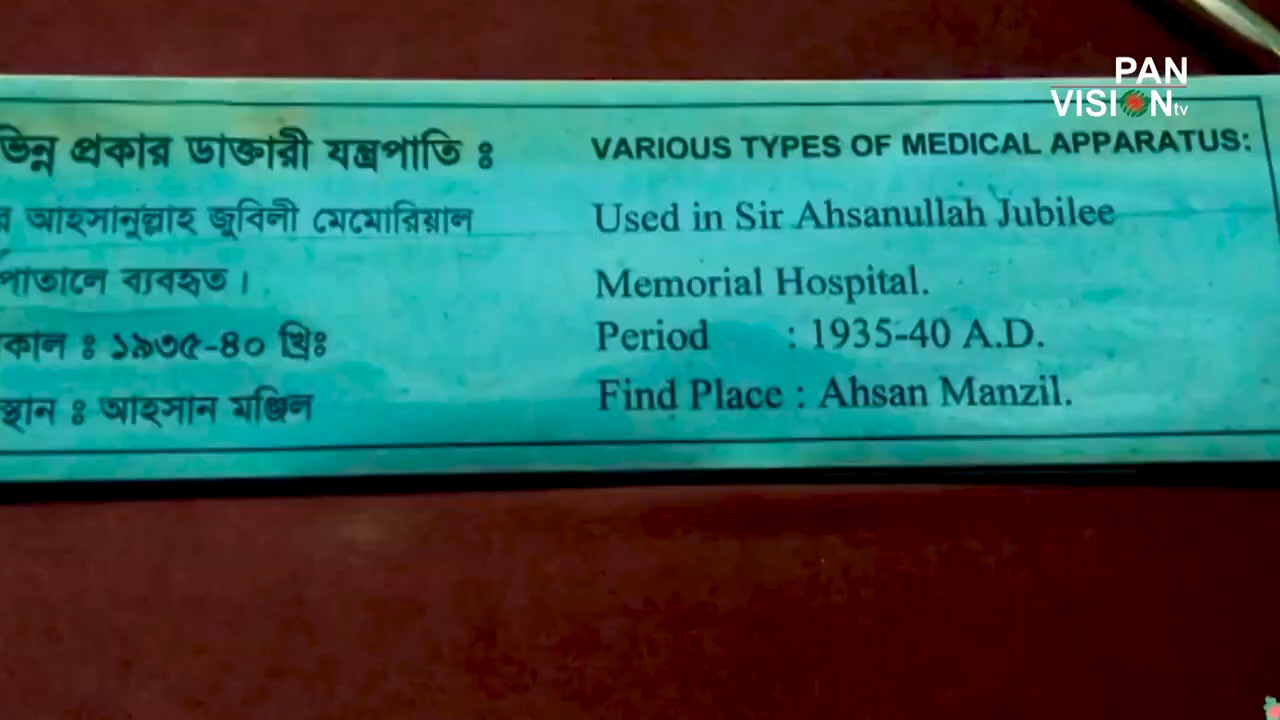 ভিন্ন প্রকার ডাক্তারী যন্ত্রপাতি ঃ
আহসানুল্লাহ জুবিলী মেমোরিয়াল
পাতালে ব্যবহৃত।
কাল ঃ ১৯৩৫-৪০ খ্রিঃ
স্থান ঃ আহসান মঞ্জিল
VARIOUS TYPES OF MEDICAL APPARATUS:
Used in Sir Ahsanullah Jubilee
Memorial Hospital.
Period : 1935-40 A.D.
Find Place : Ahsan Manzil.
PAN
VISION tv